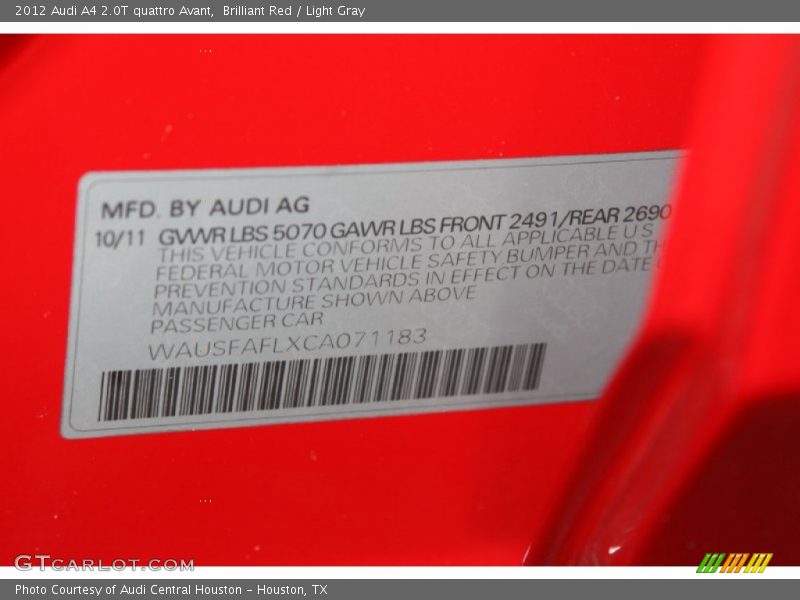 2012 Audi A4 2.0T quattro Avant,  Brilliant Red / Light Gray
MFD. BY AUDI AG
10/11 GVWR LBS 5070 GAWR LBS FRONT 2491/REAR 2690
THIS VEHICLE CONFORMS TO ALL APPLICABLE U S
FEDERAL MOTOR VEHICLE SAFETY BUMPER AND TH
PREVENTION STANDARDS IN EFFECT ON THE DATE
MANUFACTURE SHOWN ABOVE
PASSENGER CAR
WAUSFAFLXCA071183
GTCARLOT.COM
Photo Courtesy of Audi Central Houston - Houston, TX